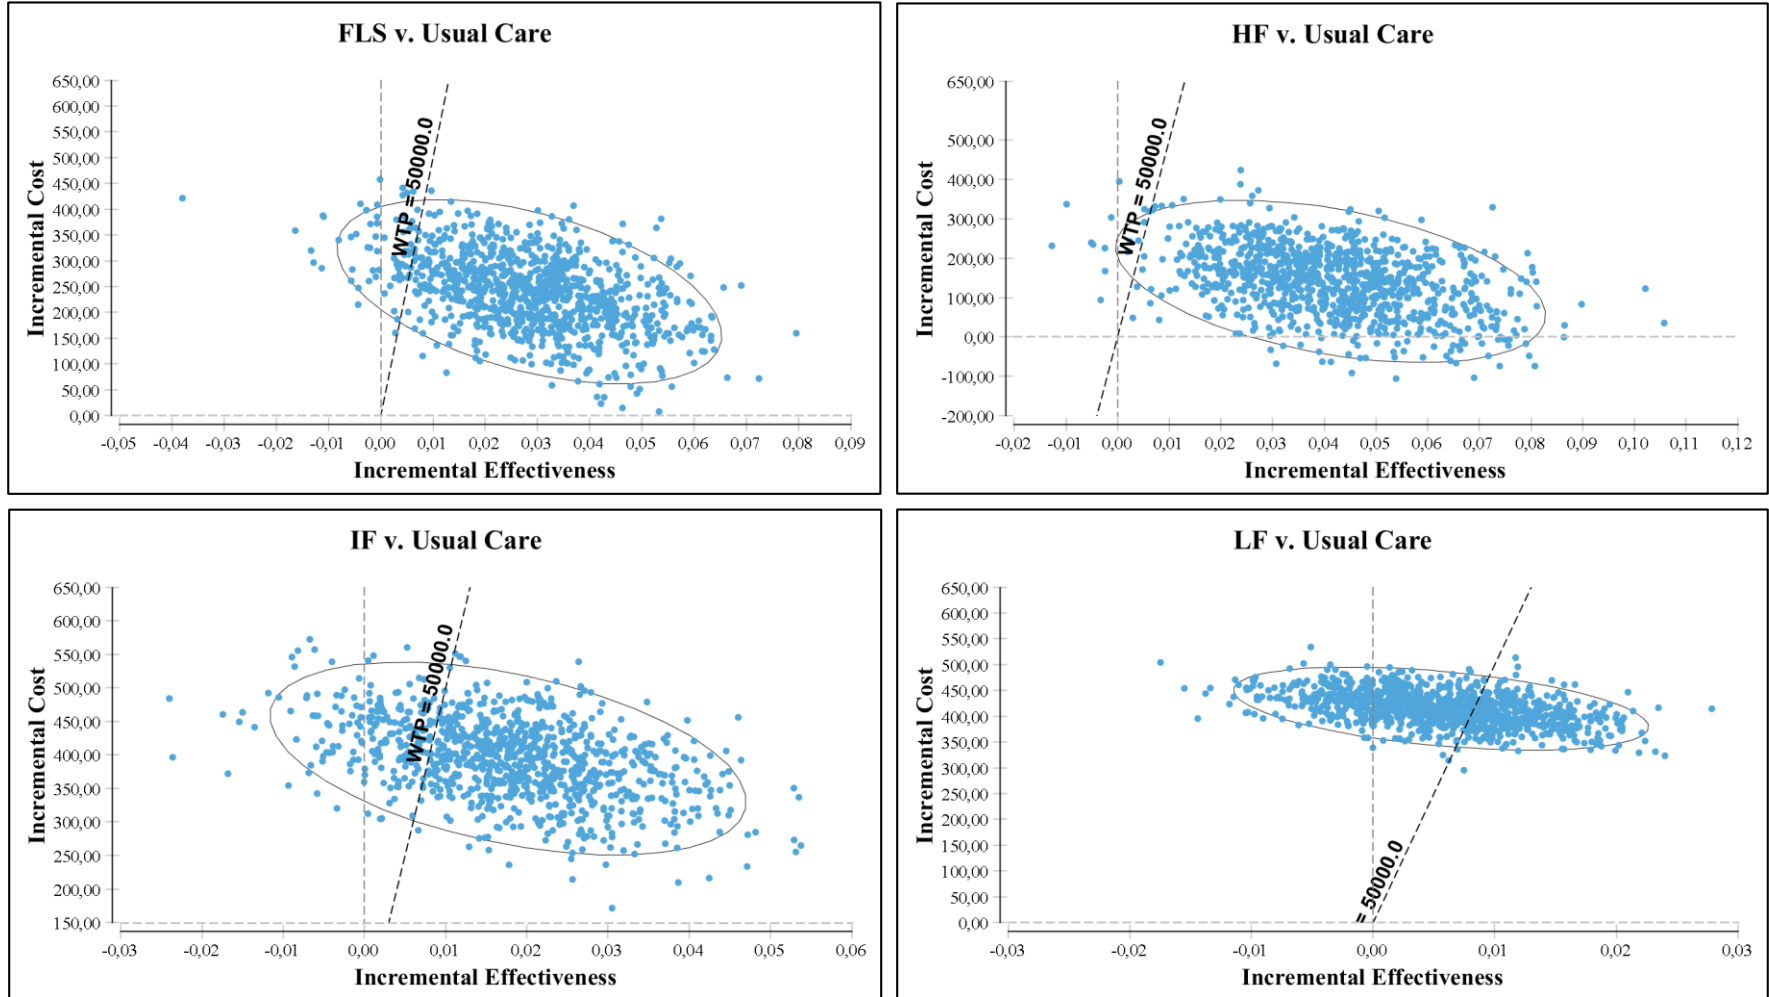 FLS v. Usual Care
Incremental Cost
650,00
600,00
550,00
500,00
450,00
400,00
350,00
300,00
250,00
200,00
150,00
100,00
50,00
0,00
WTP = 50000.0
-0,05 -0,04 -0,03 -0,02 -0,01 0,00 0,01 0,02 0,03 0,04 0,05 0,06 0,07 0,08 0,09
Incremental Effectiveness
HF v. Usual Care
Incremental Cost
650,00
500,00
400,00
300,00
200,00
100,00
0,00
-100,00
-200,00
WTP = 50000.0
-0,02 -0,01 0,00 0,01 0,02 0,03 0,04 0,05 0,06 0,07 0,08 0,09 0,10 0,11 0,12
Incremental Effectiveness
IF v. Usual Care
Incremental Cost
650,00
600,00
550,00
500,00
450,00
400,00
350,00
300,00
250,00
200,00
150,00
WTP = 50000.0
-0,03 -0,02 -0,01 0,00 0,01 0,02 0,03 0,04 0,05 0,06
Incremental Effectiveness
LF v. Usual Care
Incremental Cost
650,00
600,00
550,00
500,00
450,00
400,00
350,00
300,00
250,00
200,00
150,00
100,00
50,00
0,00
= 50000.0
-0,03 -0,02 -0,01 0,00 0,01 0,02 0,03
Incremental Effectiveness